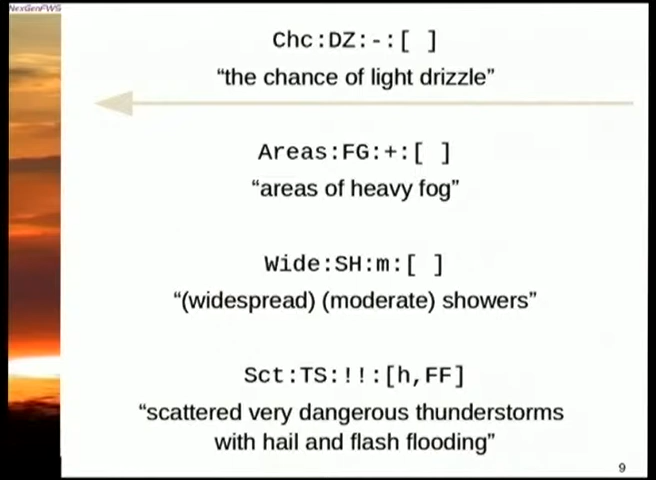 NexGenFWS
Chc:DZ:-:[ ]
“the chance of light drizzle”
Areas:FG:+:[ ]
“areas of heavy fog”
Wide:SH:m:[ ]
“(widespread) (moderate) showers”
Sct:TS:!!:[h,FF]
“scattered very dangerous thunderstorms
with hail and flash flooding”
9